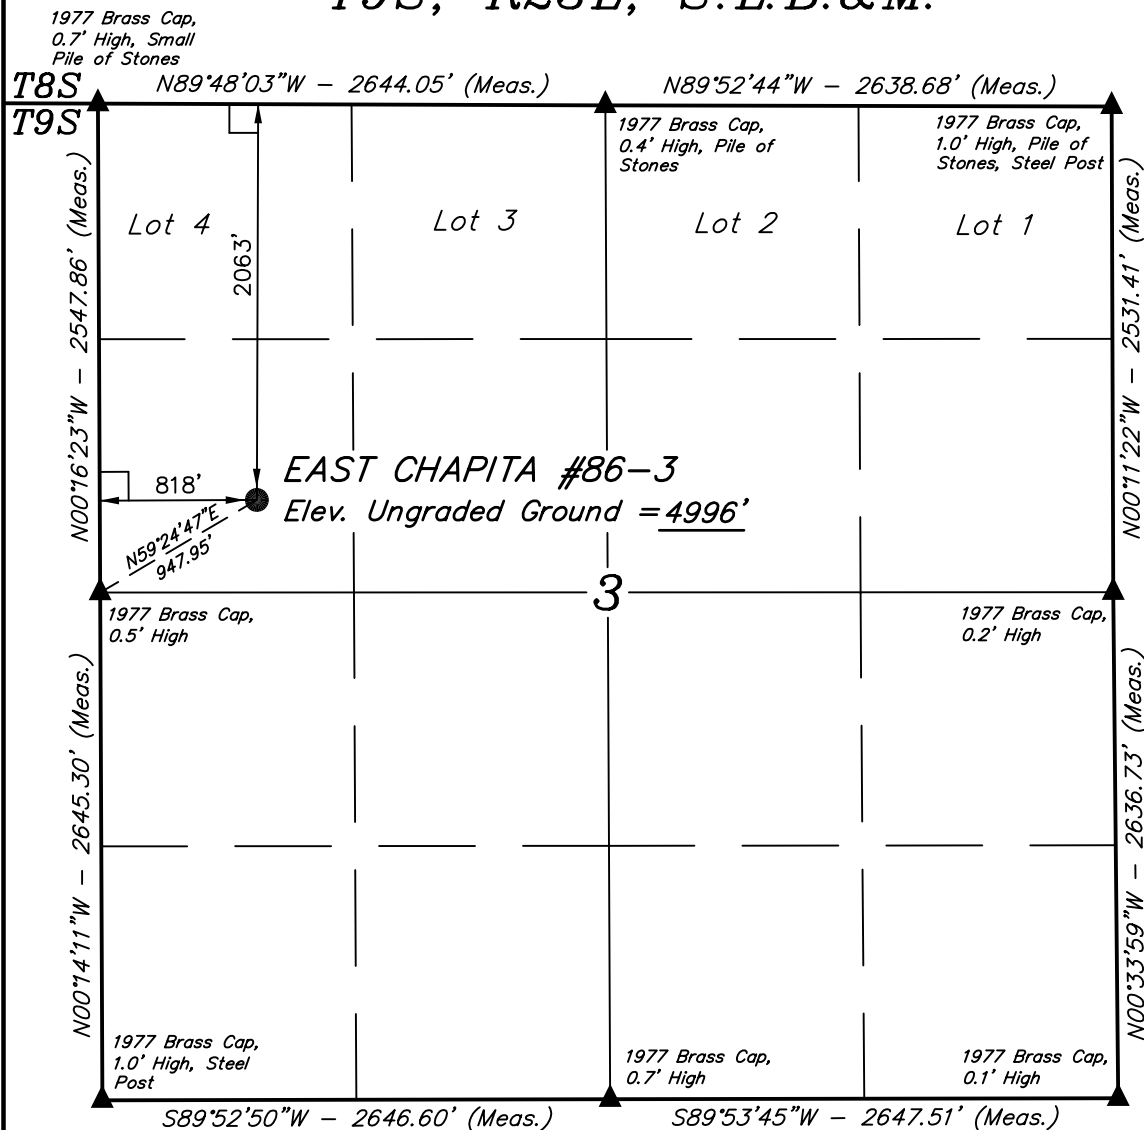 T9S, R23E, S.L.B.&M.
1977 Brass Cap,
0.7' High, Small
Pile of Stones
T8S
N89°48'03"W - 2644.05' (Meas.)
N89°52'44"W - 2638.68' (Meas.)
T9S
1977 Brass Cap,
0.4' High, Pile of
Stones
1977 Brass Cap,
1.0' High, Pile of
Stones, Steel Post
N00°16'23"W - 2547.86' (Meas.)
N00°11'22"W - 2531.41' (Meas.)
Lot 4
Lot 3
Lot 2
Lot 1
2063'
818'
EAST CHAPITA #86-3
Elev. Ungraded Ground = 4996'
N59°24'47"E
947.95'
3
1977 Brass Cap,
0.5' High
1977 Brass Cap,
0.2' High
N00°14'11"W - 2645.30' (Meas.)
N00°33'59"W - 2636.73' (Meas.)
1977 Brass Cap,
1.0' High, Steel
Post
1977 Brass Cap,
0.7' High
1977 Brass Cap,
0.1' High
S89°52'50"W - 2646.60' (Meas.)
S89°53'45"W - 2647.51' (Meas.)